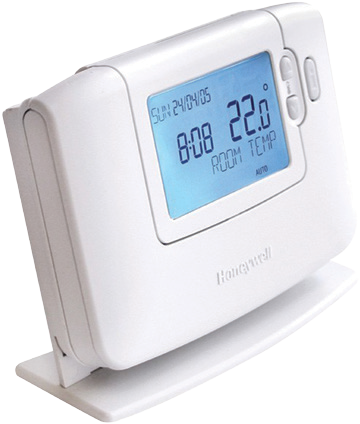 SUN 24/04/05
8:08 22.0°
ROOM TEMP
AUTO
Honeywell